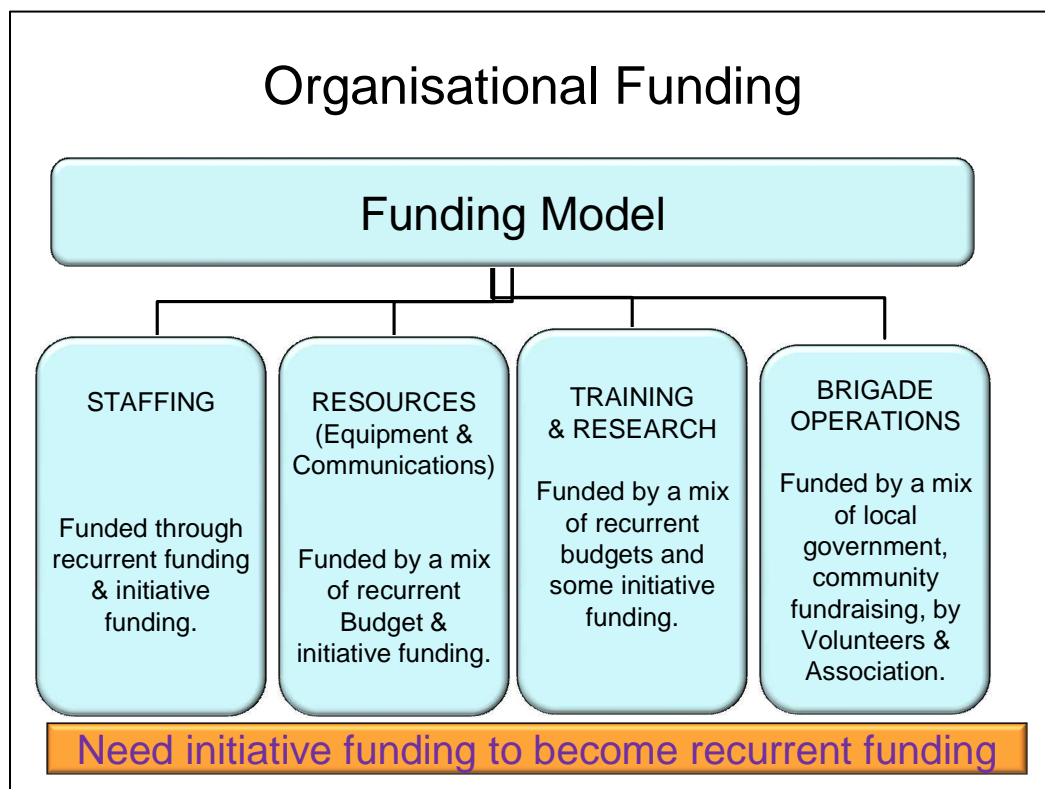 Organisational Funding
Funding Model
STAFFING
Funded through
recurrent funding
& initiative
funding.
RESOURCES
(Equipment &
Communications)
Funded by a mix
of recurrent
Budget &
initiative funding.
TRAINING
& RESEARCH
Funded by a mix
of recurrent
budgets and
some initiative
funding.
BRIGADE
OPERATIONS
Funded by a mix
of local
government,
community
fundraising, by
Volunteers &
Association.
Need initiative funding to become recurrent funding